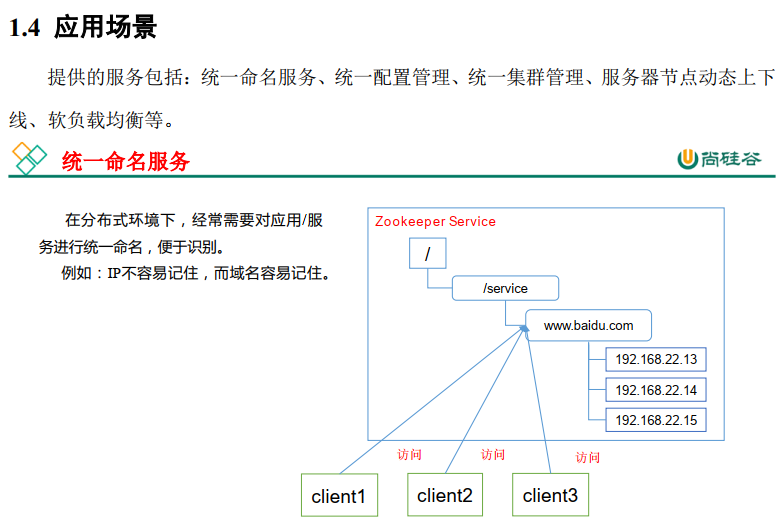 1.4 应用场景
提供的服务包括：统一命名服务、统一配置管理、统一集群管理、服务器节点动态上下
线、软负载均衡等。
统一命名服务
尚硅谷
在分布式环境下，经常需要对应用/服
务进行统一命名，便于识别。
例如：IP不容易记住，而域名容易记住。
Zookeeper Service
/
/service
www.baidu.com
192.168.22.13
192.168.22.14
192.168.22.15
访问
访问
访问
client1
client2
client3